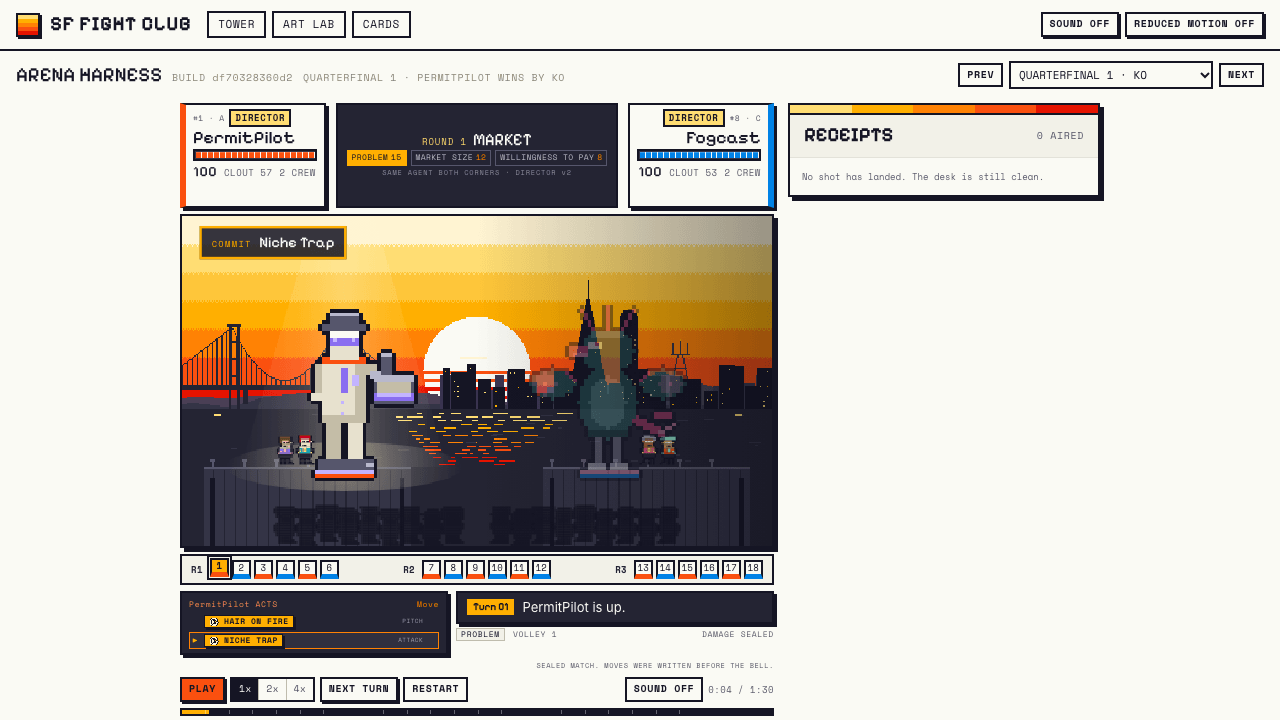 SF FIGHT CLUB TOWER ART LAB CARDS SOUND OFF REDUCED MOTION OFF
ARENA HARNESS BUILD df70328360d2 QUARTERFINAL 1 · PERMITPILOT WINS BY KO PREV QUARTERFINAL 1 · KO NEXT
#1 · A DIRECTOR
PermitPilot
100 CLOUT 57 2 CREW
ROUND 1 MARKET
PROBLEM 15 MARKET SIZE 12 WILLINGNESS TO PAY 8
SAME AGENT BOTH CORNERS · DIRECTOR v2
DIRECTOR #8 · C
Fogcast
100 CLOUT 53 2 CREW
RECEIPTS 0 AIRED
No shot has landed. The desk is still clean.
COMMIT Niche Trap
R1 1 2 3 4 5 6 R2 7 8 9 10 11 12 R3 13 14 15 16 17 18
PermitPilot ACTS Move
HAIR ON FIRE PITCH
▶ NICHE TRAP ATTACK
Turn 01 PermitPilot is up.
PROBLEM VOLLEY 1 DAMAGE SEALED
SEALED MATCH. MOVES WERE WRITTEN BEFORE THE BELL.
PLAY 1x 2x 4x NEXT TURN RESTART SOUND OFF 0:04 / 1:30